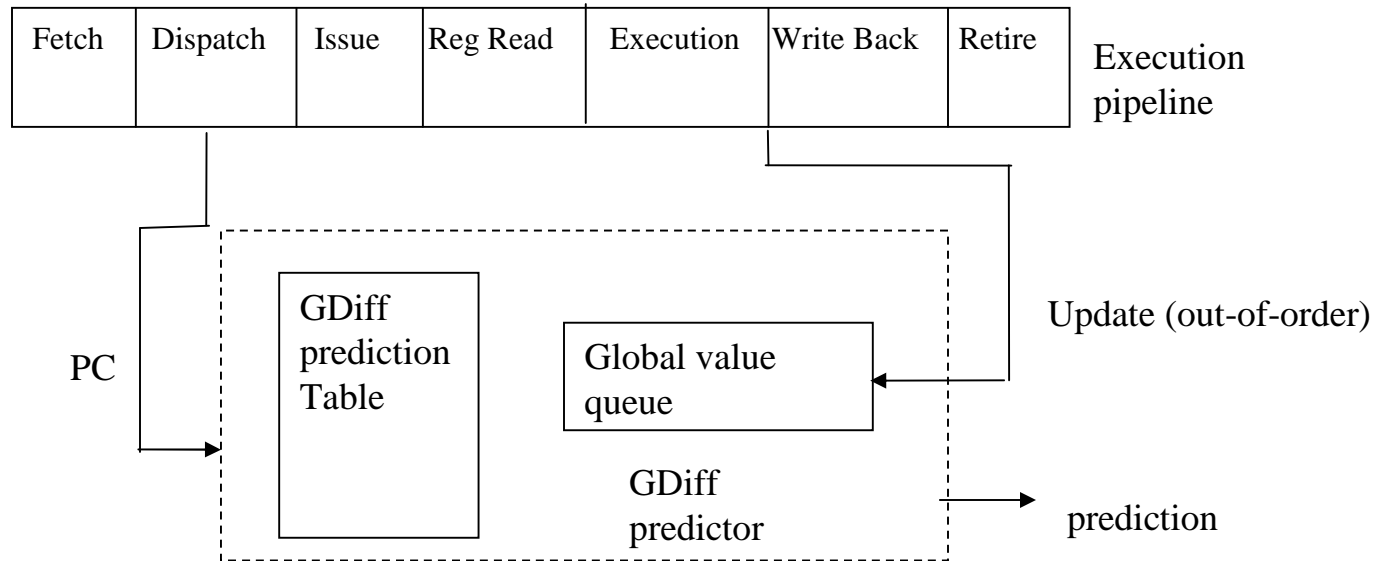 Fetch Dispatch Issue Reg Read Execution Write Back Retire
Execution
pipeline
GDiff
prediction
Table
Global value
queue
Update (out-of-order)
PC
GDiff
predictor
prediction